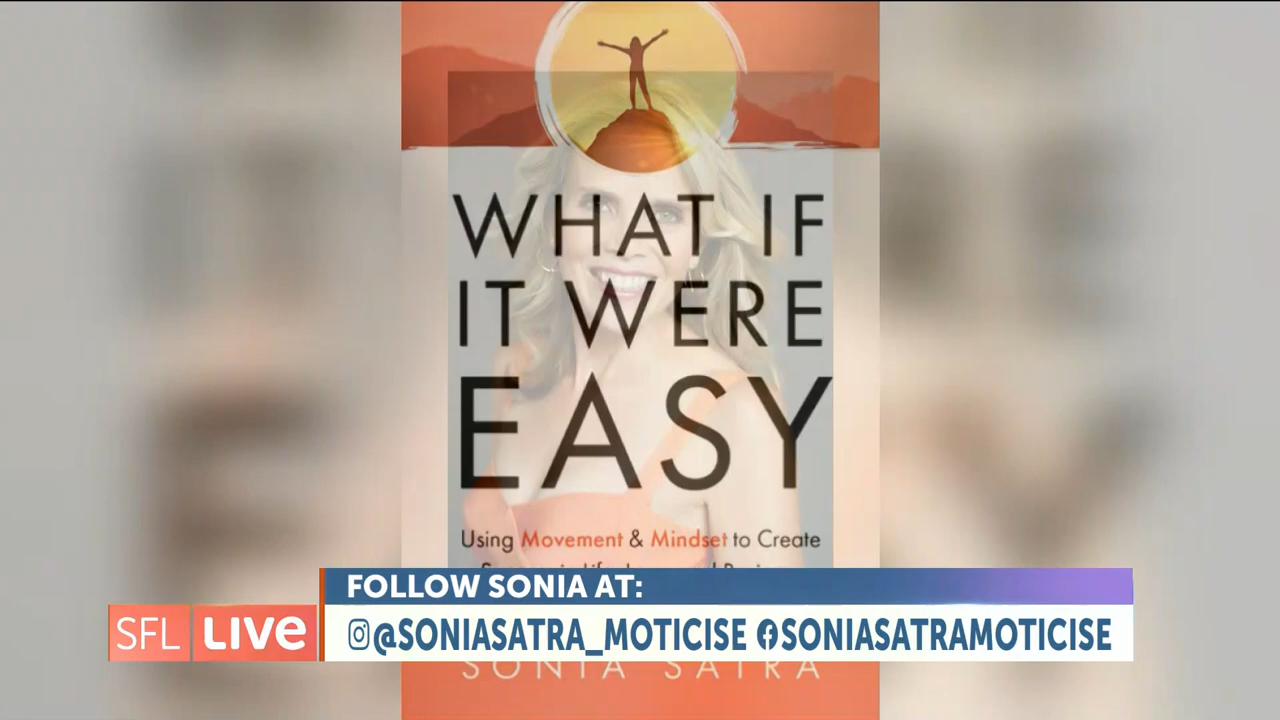 WHAT IF
IT WERE
EASY
Using Movement & Mindset to Create
FOLLOW SONIA AT:
SFL LIVE
@SONIASATRA_MOTICISE SONIASATRAMOTICISE
SONIA SATRA